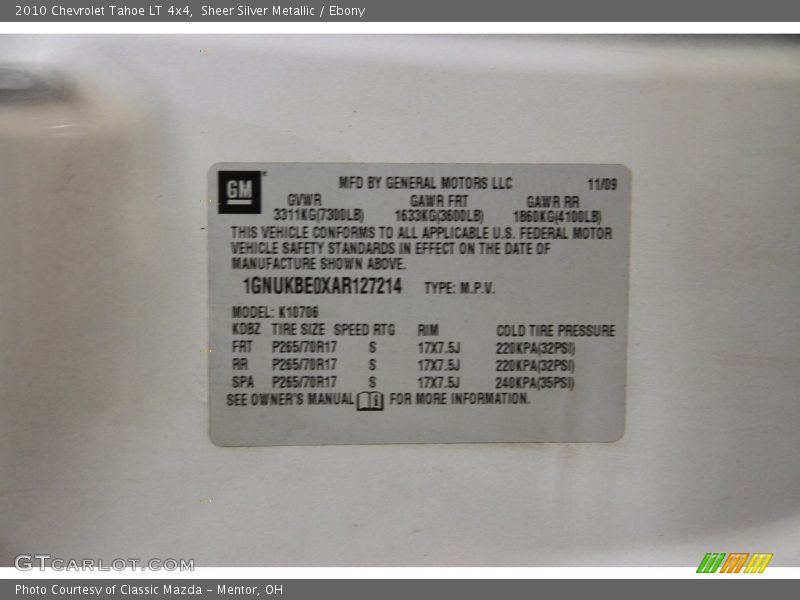 2010 Chevrolet Tahoe LT 4x4, Sheer Silver Metallic / Ebony
GM MFD BY GENERAL MOTORS LLC 11/09
GVWR GAWR FRT GAWR RR
3311KG(7300LB) 1633KG(3600LB) 1860KG(4100LB)
THIS VEHICLE CONFORMS TO ALL APPLICABLE U.S. FEDERAL MOTOR
VEHICLE SAFETY STANDARDS IN EFFECT ON THE DATE OF
MANUFACTURE SHOWN ABOVE.
1GNUKBE0XAR127214 TYPE: M.P.V.
MODEL: K10706
KDBZ TIRE SIZE SPEED RTG RIM COLD TIRE PRESSURE
FRT P265/70R17 S 17X7.5J 220KPA(32PSI)
RR P265/70R17 S 17X7.5J 220KPA(32PSI)
SPA P265/70R17 S 17X7.5J 240KPA(35PSI)
SEE OWNER'S MANUAL i FOR MORE INFORMATION.
GTCARLOT.COM
Photo Courtesy of Classic Mazda - Mentor, OH